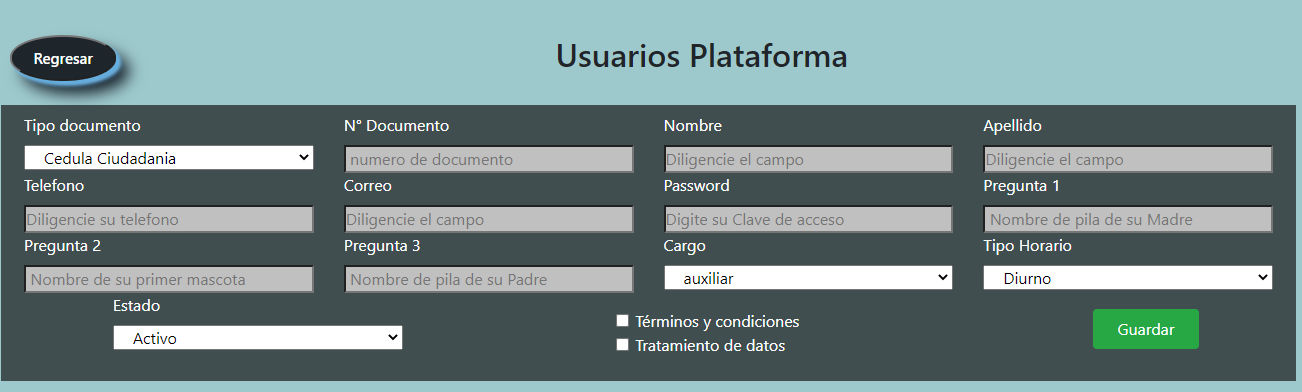 Regresar
Usuarios Plataforma
Tipo documento N° Documento Nombre Apellido
Cedula Ciudadania numero de documento Diligencie el campo Diligencie el campo
Telefono Correo Password Pregunta 1
Diligencie su telefono Diligencie el campo Digite su Clave de acceso Nombre de pila de su Madre
Pregunta 2 Pregunta 3 Cargo Tipo Horario
Nombre de su primer mascota Nombre de pila de su Padre auxiliar Diurno
Estado
Activo
Términos y condiciones
Tratamiento de datos
Guardar